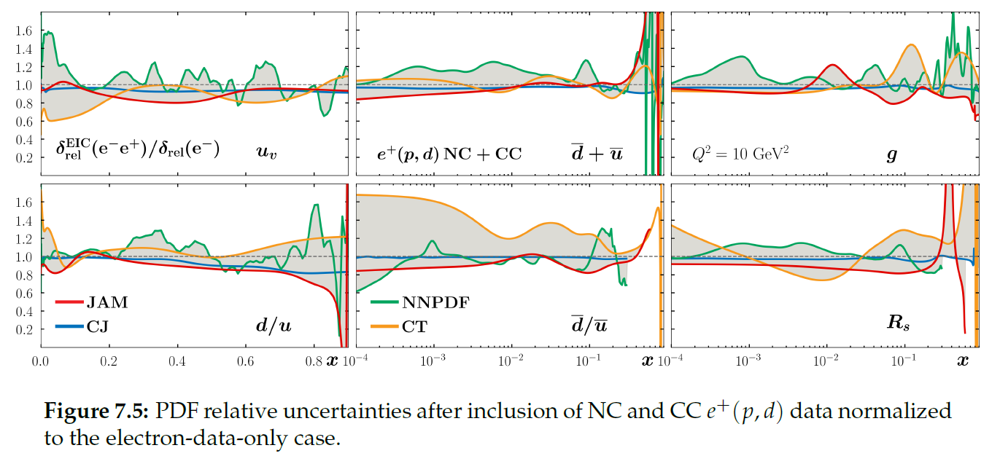 1.6
1.4
1.2
1.0
0.8
0.6
0.4
0.2
δ_rel^EIC(e⁻e⁺)/δ_rel(e⁻) u_v
e⁺(p, d) NC + CC d̅ + u̅
Q² = 10 GeV² g
1.6
1.4
1.2
1.0
0.8
0.6
0.4
0.2
JAM
CJ
d/u
NNPDF
CT
d̅/u̅
R_s
0.0 0.2 0.4 0.6 0.8 x
10⁻⁴ 10⁻³ 10⁻² 10⁻¹ x
10⁻⁴ 10⁻³ 10⁻² 10⁻¹ x
Figure 7.5: PDF relative uncertainties after inclusion of NC and CC e⁺(p, d) data normalized
to the electron-data-only case.